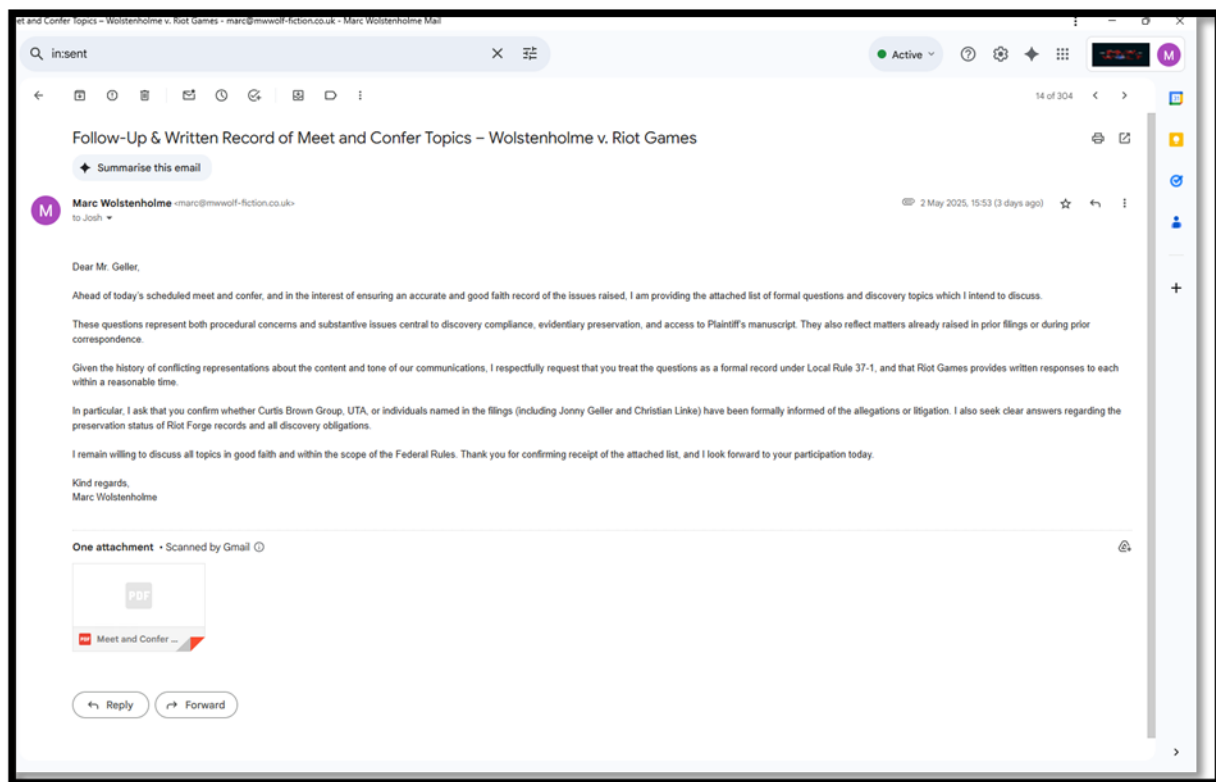 et and Confer Topics – Wolstenholme v. Riot Games - marc@mwwolf-fiction.co.uk - Marc Wolstenholme Mail
in:sent
Active
M
14 of 304
Follow-Up & Written Record of Meet and Confer Topics – Wolstenholme v. Riot Games
Summarise this email
M
Marc Wolstenholme <marc@mwwolf-fiction.co.uk>
2 May 2025, 15:53 (3 days ago)
to Josh
Dear Mr. Geller,
Ahead of today's scheduled meet and confer, and in the interest of ensuring an accurate and good faith record of the issues raised, I am providing the attached list of formal questions and discovery topics which I intend to discuss.
These questions represent both procedural concerns and substantive issues central to discovery compliance, evidentiary preservation, and access to Plaintiff's manuscript. They also reflect matters already raised in prior filings or during prior
correspondence.
Given the history of conflicting representations about the content and tone of our communications, I respectfully request that you treat the questions as a formal record under Local Rule 37-1, and that Riot Games provides written responses to each
within a reasonable time.
In particular, I ask that you confirm whether Curtis Brown Group, UTA, or individuals named in the filings (including Jonny Geller and Christian Linke) have been formally informed of the allegations or litigation. I also seek clear answers regarding the
preservation status of Riot Forge records and all discovery obligations.
I remain willing to discuss all topics in good faith and within the scope of the Federal Rules. Thank you for confirming receipt of the attached list, and I look forward to your participation today.
Kind regards,
Marc Wolstenholme
One attachment • Scanned by Gmail
PDF
PDF Meet and Confer ...
Reply
Forward